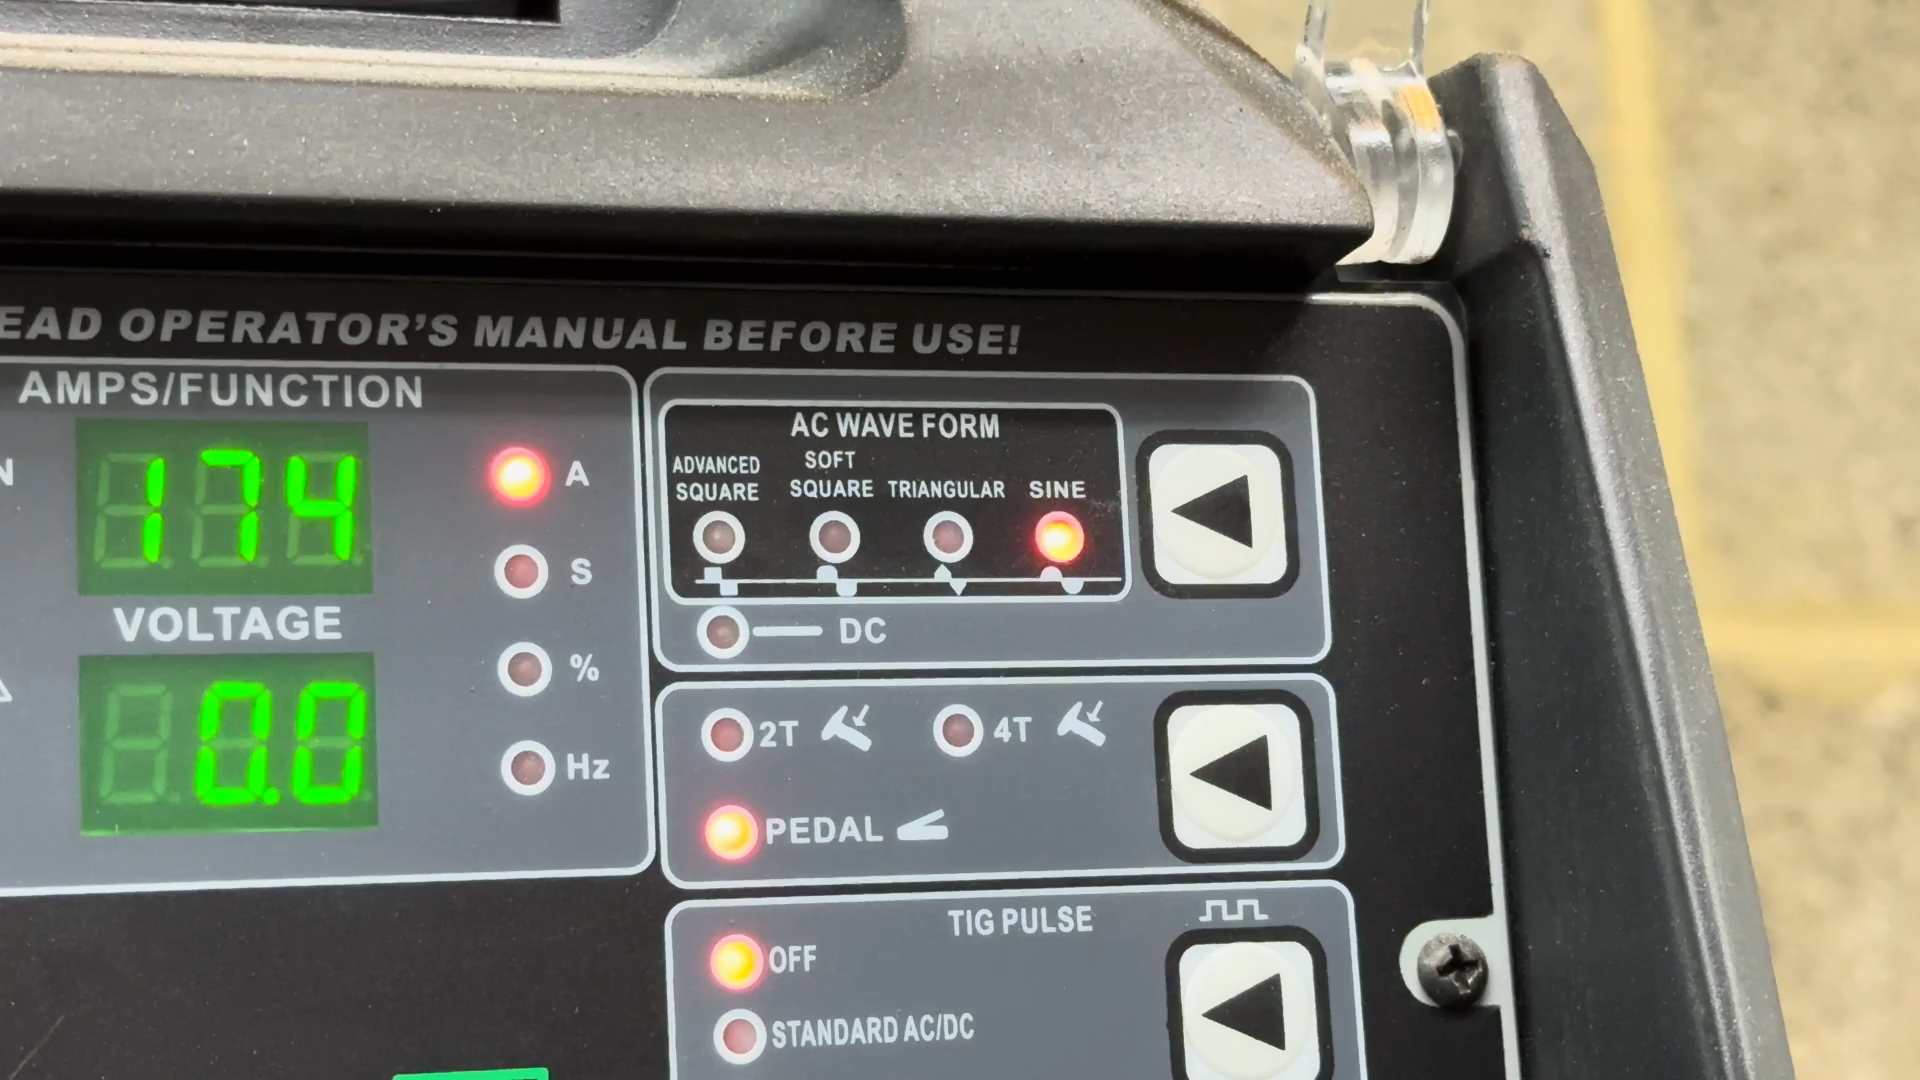 EAD OPERATOR'S MANUAL BEFORE USE!
AMPS/FUNCTION
N
174
A
S
VOLTAGE
%
0.0
Hz
AC WAVE FORM
ADVANCED SQUARE
SOFT SQUARE
TRIANGULAR
SINE
DC
2T
4T
PEDAL
TIG PULSE
OFF
STANDARD AC/DC